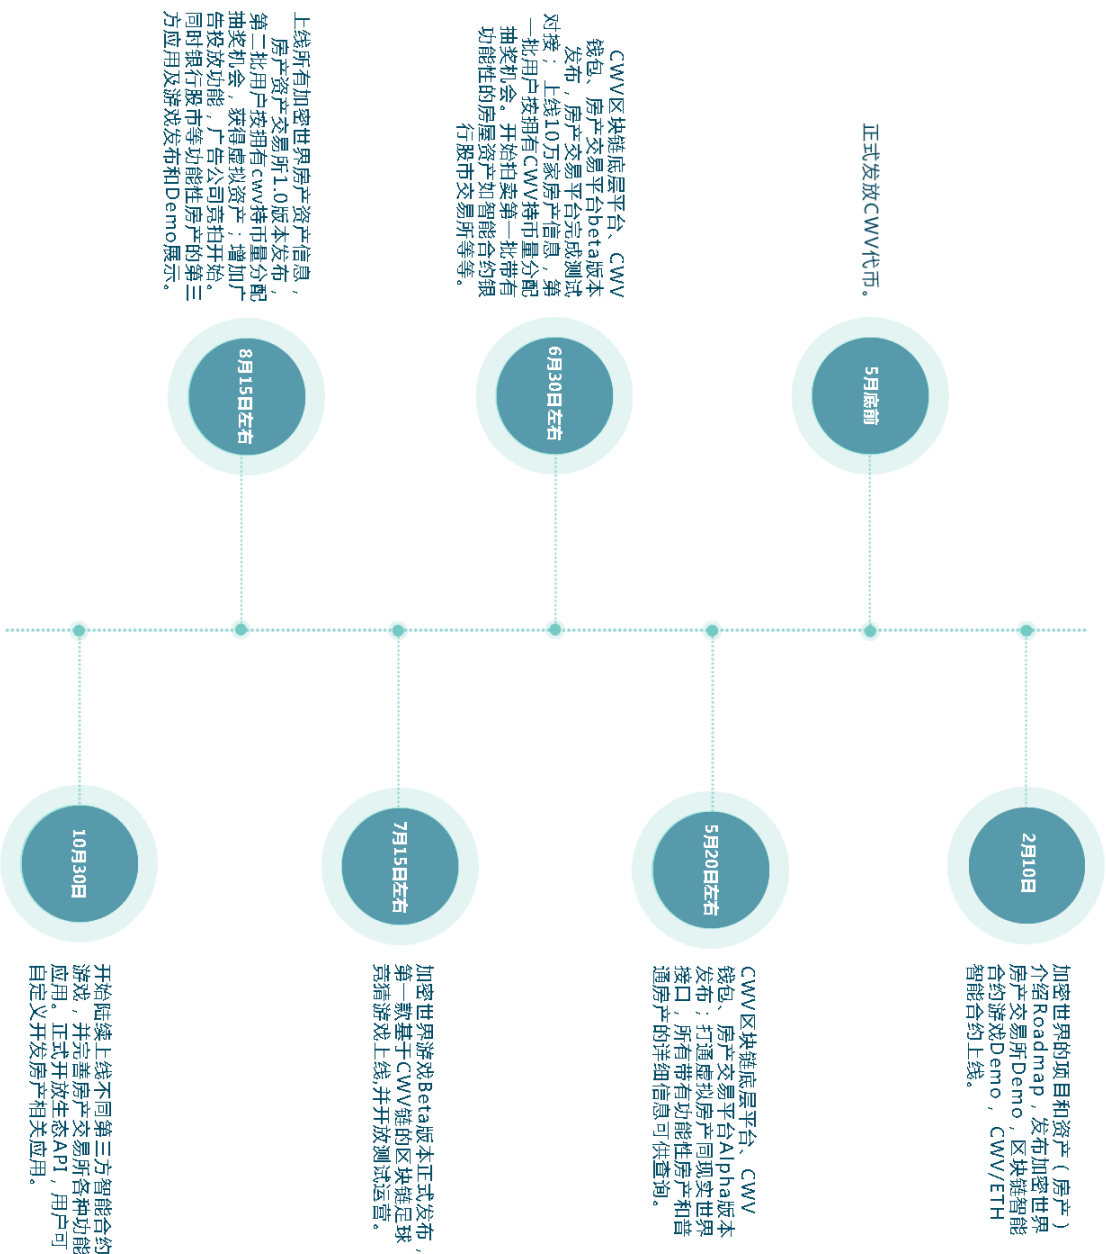 2月10日
加密世界的项目和资产（房产）
介绍Roadmap，发布加密世界
房产交易所Demo，区块链智能
合约游戏Demo，CWV/ETH
智能合约上线。
正式发放CWV代币。
5月底前
5月20日左右
CWV区块链底层平台、CWV
钱包、房产交易平台Alpha版本
发布；打通虚拟房产同现实世界
接口，所有带有功能性房产和普
通房产的详细信息可供查询。
CWV区块链底层平台、CWV
钱包、房产交易平台beta版本
发布，房产交易平台完成测试
对接；上线10万家房产信息，第
一批用户按拥有CWV持币量分配
抽奖机会。开始拍卖第一批带有
功能性的房屋资产如智能合约银
行股市交易所等等。
6月30日左右
7月15日左右
加密世界游戏Beta版本正式发布，
第一款基于CWV链的区块链足球
竞猜游戏上线,并开放测试运营。
上线所有加密世界房产资产信息，
房产资产交易所1.0版本发布，
第二批用户按拥有cwv持币量分配
抽奖机会，获得虚拟资产；增加广
告投放功能，广告公司竞拍开始。
同时银行股市等功能性房产的第三
方应用及游戏发布和Demo展示。
8月15日左右
10月30日
开始陆续上线不同第三方智能合约
游戏，并完善房产交易所各种功能
应用。正式开放生态API，用户可
自定义开发房产相关应用。